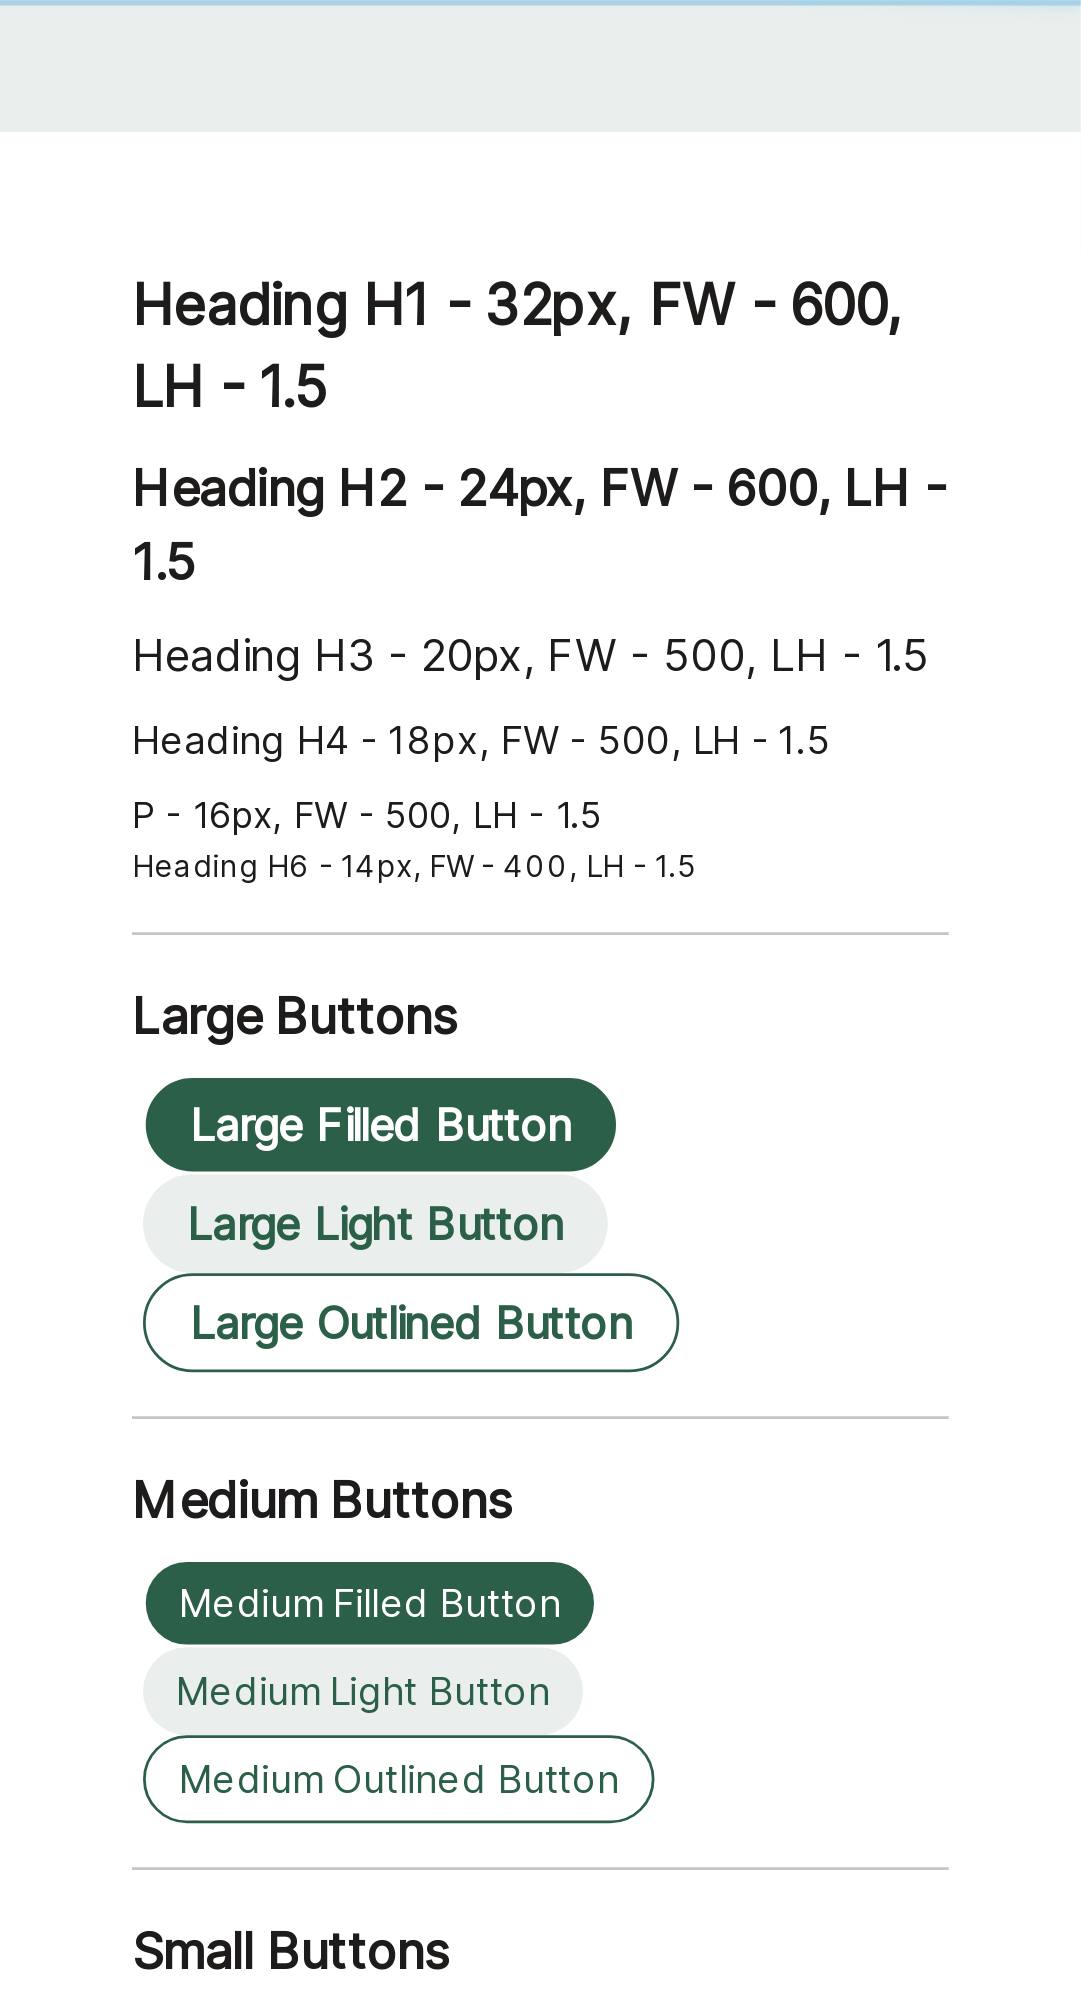 Heading H1 - 32px, FW - 600,
LH - 1.5
Heading H2 - 24px, FW - 600, LH -
1.5
Heading H3 - 20px, FW - 500, LH - 1.5
Heading H4 - 18px, FW - 500, LH - 1.5
P - 16px, FW - 500, LH - 1.5
Heading H6 - 14px, FW - 400, LH - 1.5
Large Buttons
Large Filled Button
Large Light Button
Large Outlined Button
Medium Buttons
Medium Filled Button
Medium Light Button
Medium Outlined Button
Small Buttons